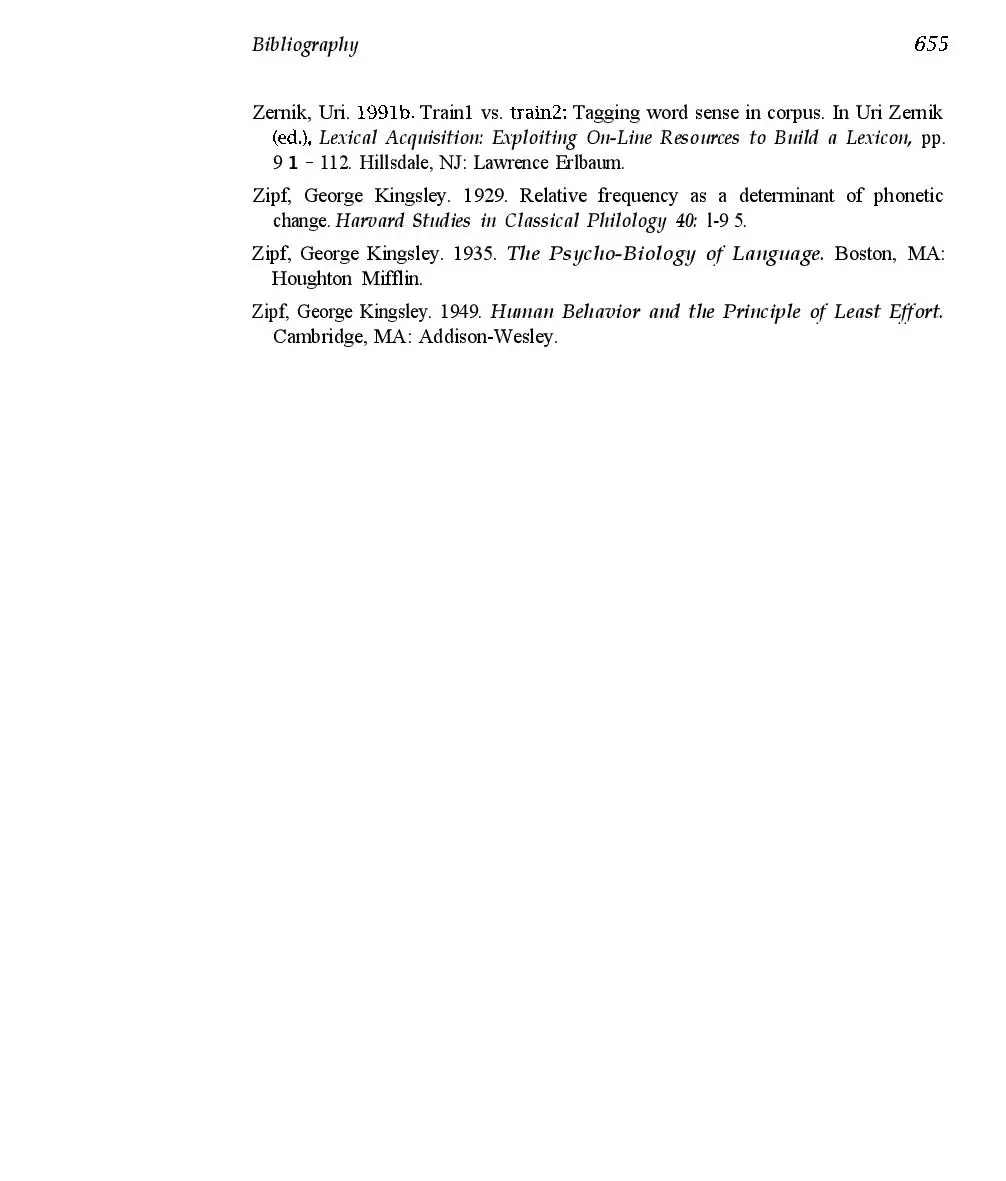 Bibliography 655
Zernik, Uri. 1991b. Train1 vs. train2: Tagging word sense in corpus. In Uri Zernik
(ed.), Lexical Acquisition: Exploiting On-Line Resources to Build a Lexicon, pp.
9 1 – 112. Hillsdale, NJ: Lawrence Erlbaum.
Zipf, George Kingsley. 1929. Relative frequency as a determinant of phonetic
change. Harvard Studies in Classical Philology 40: l-9 5.
Zipf, George Kingsley. 1935. The Psycho-Biology of Language. Boston, MA:
Houghton Mifflin.
Zipf, George Kingsley. 1949. Human Behavior and the Principle of Least Effort.
Cambridge, MA: Addison-Wesley.